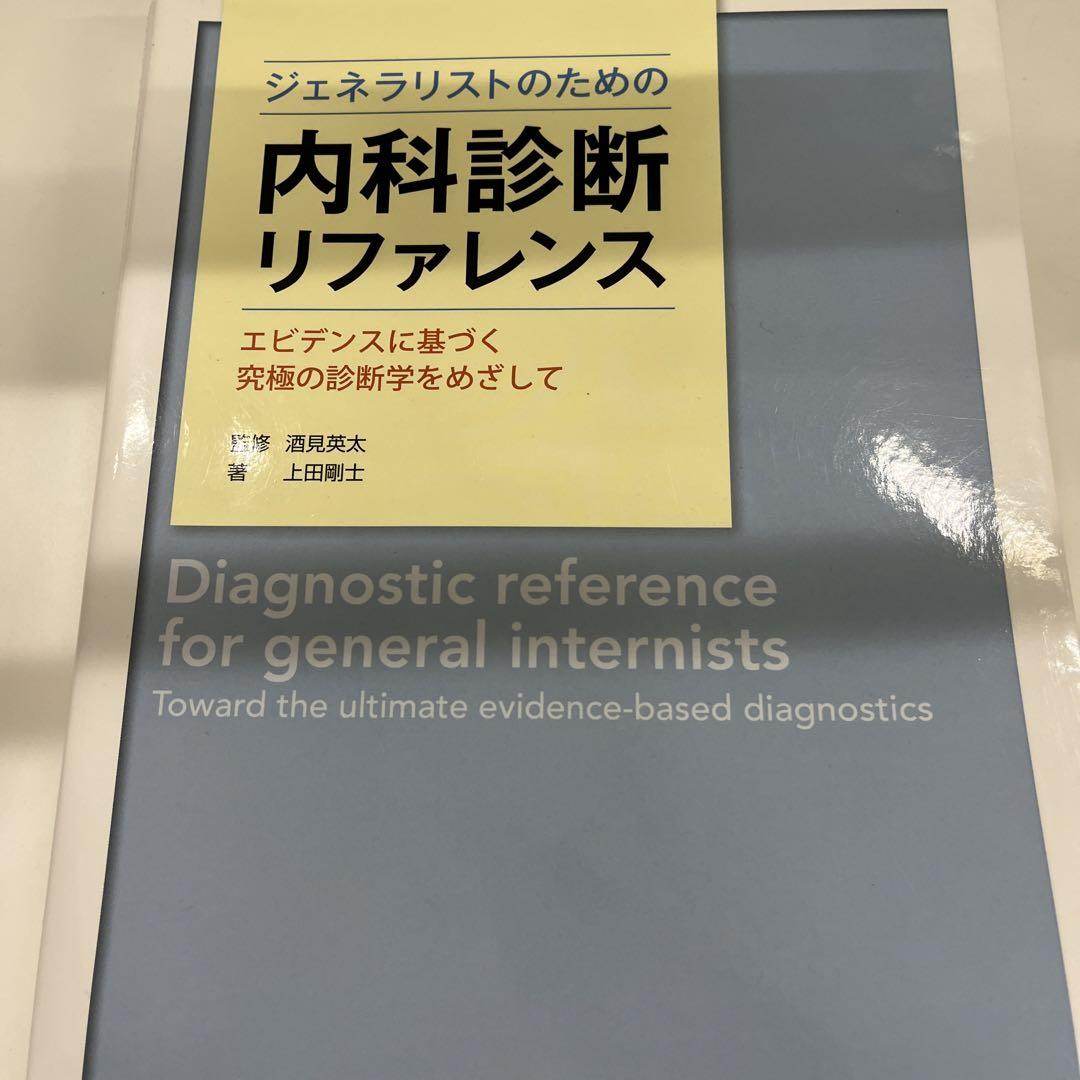 ジェネラリストのための
内科診断
リファレンス
エビデンスに基づく
究極の診断学をめざして
監修 酒見英太
著 上田剛士
Diagnostic reference
for general internists
Toward the ultimate evidence-based diagnostics